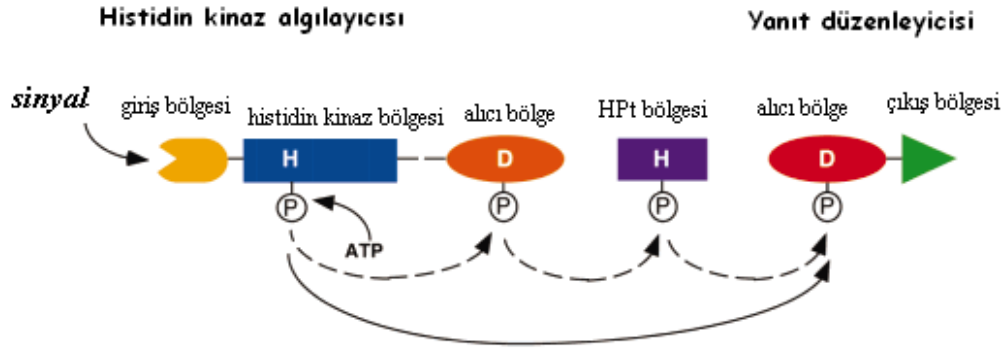 Histidin kinaz algılayıcısı
Yanıt düzenleyicisi
sinyal
giriş bölgesi
histidin kinaz bölgesi
alıcı bölge
HPt bölgesi
alıcı bölge
çıkış bölgesi
H
D
H
D
P
P
P
P
ATP